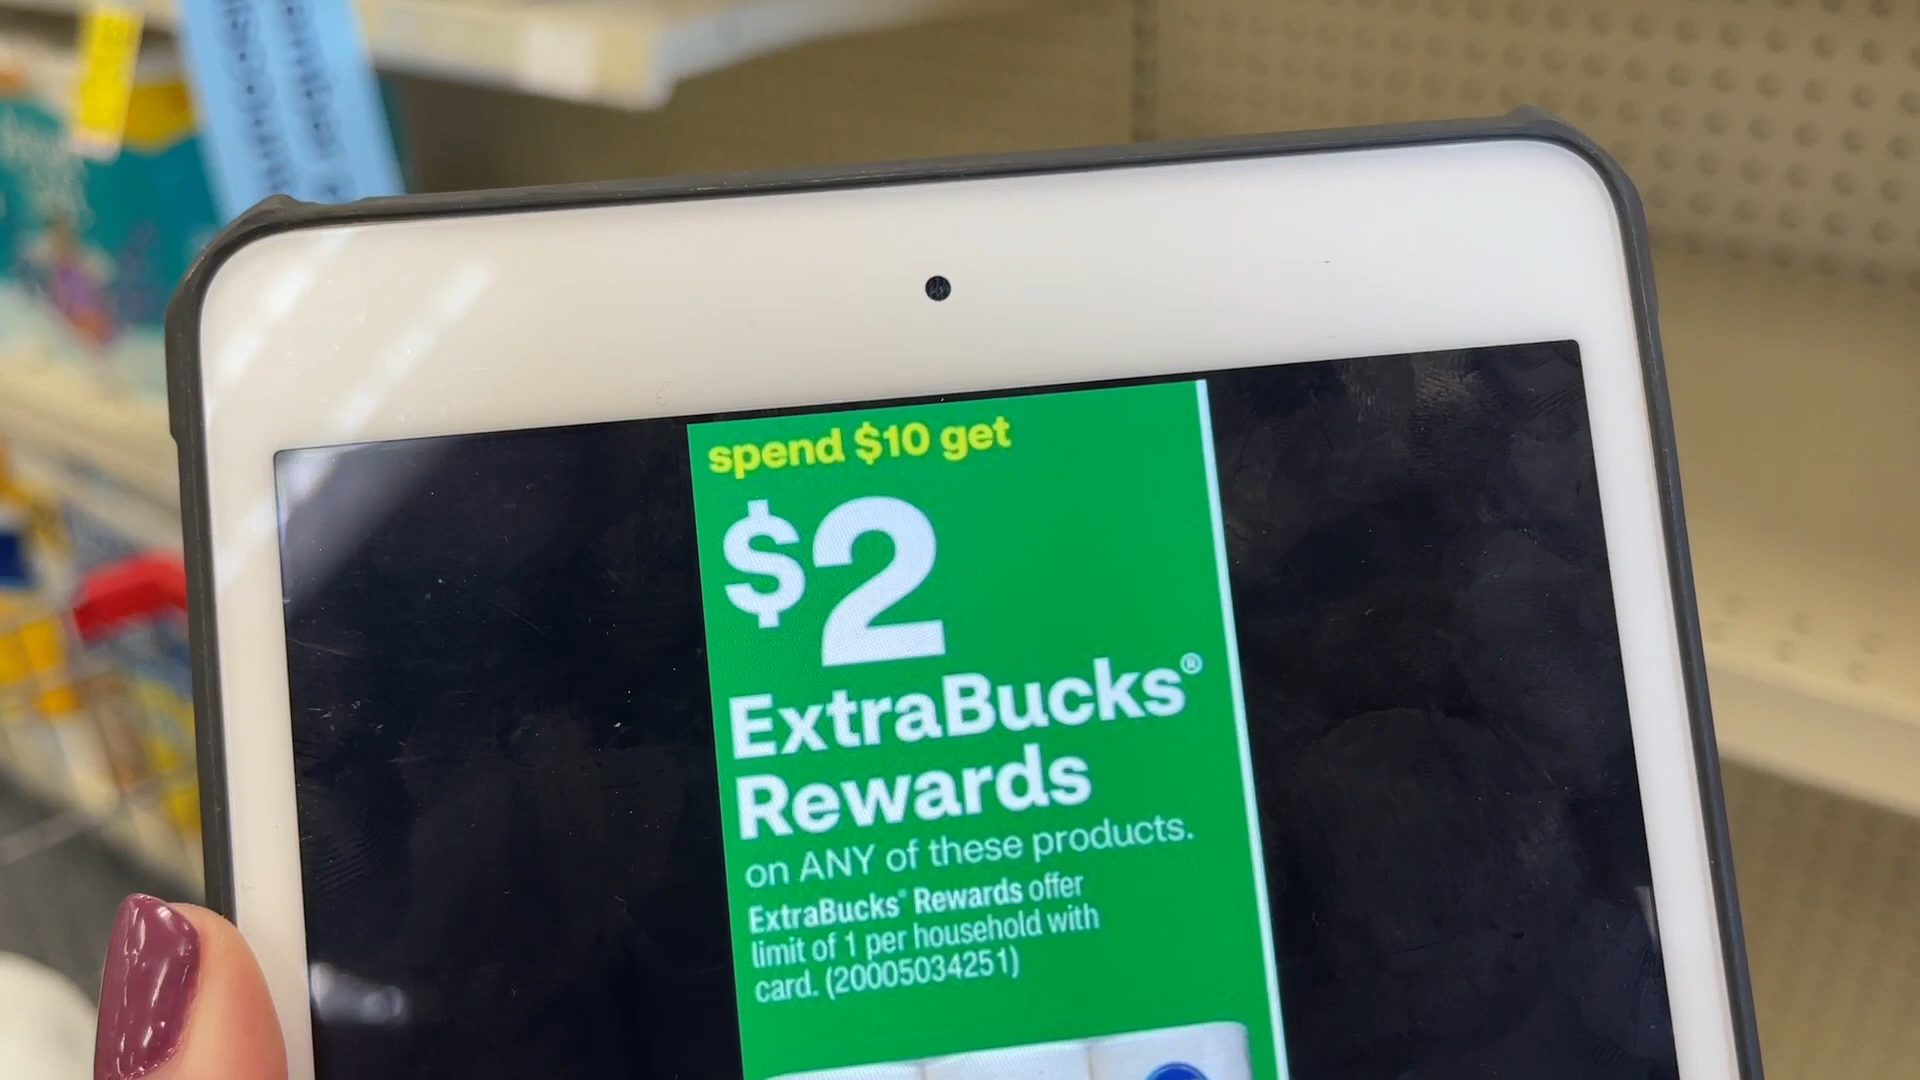 spend $10 get
$2
ExtraBucks®
Rewards
on ANY of these products.
ExtraBucks® Rewards offer
limit of 1 per household with
card. (20005034251)